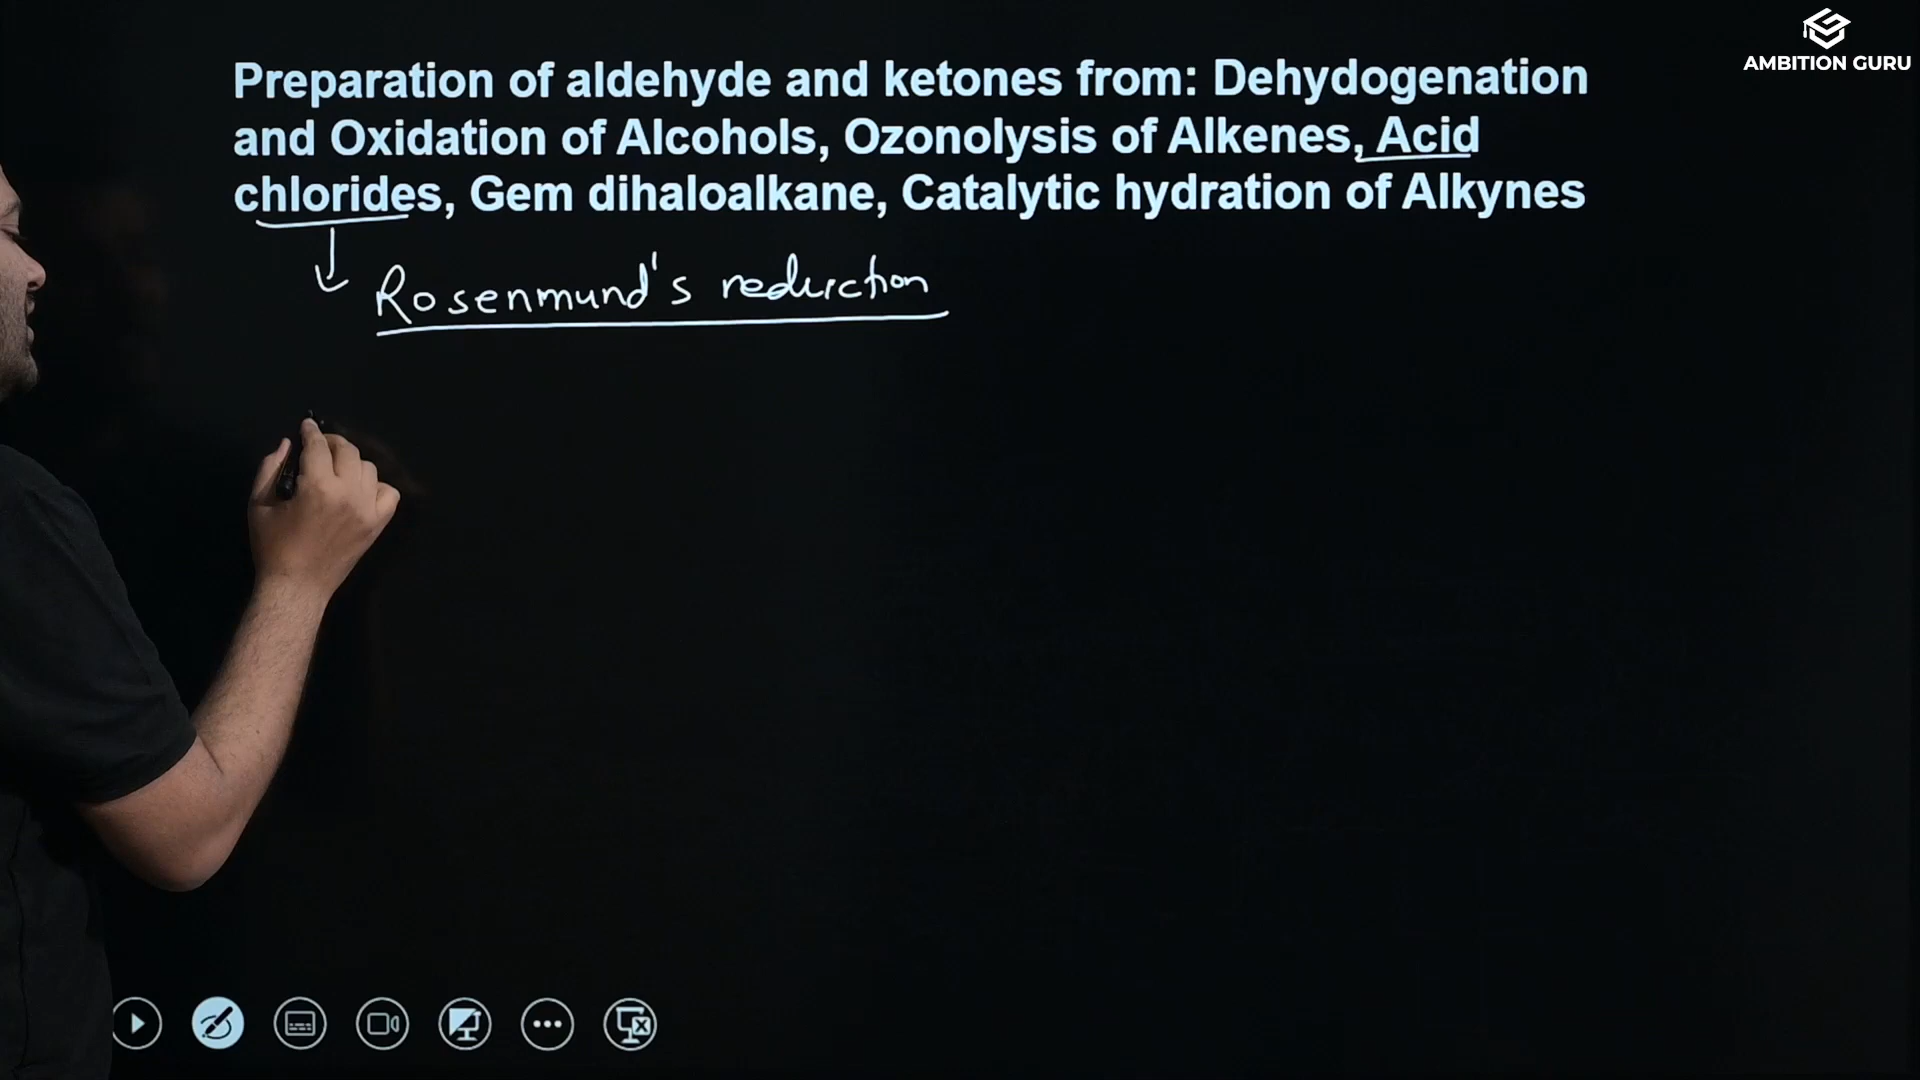 AMBITION GURU
Preparation of aldehyde and ketones from: Dehydogenation
and Oxidation of Alcohols, Ozonolysis of Alkenes, Acid
chlorides, Gem dihaloalkane, Catalytic hydration of Alkynes
Rosenmund's reduction